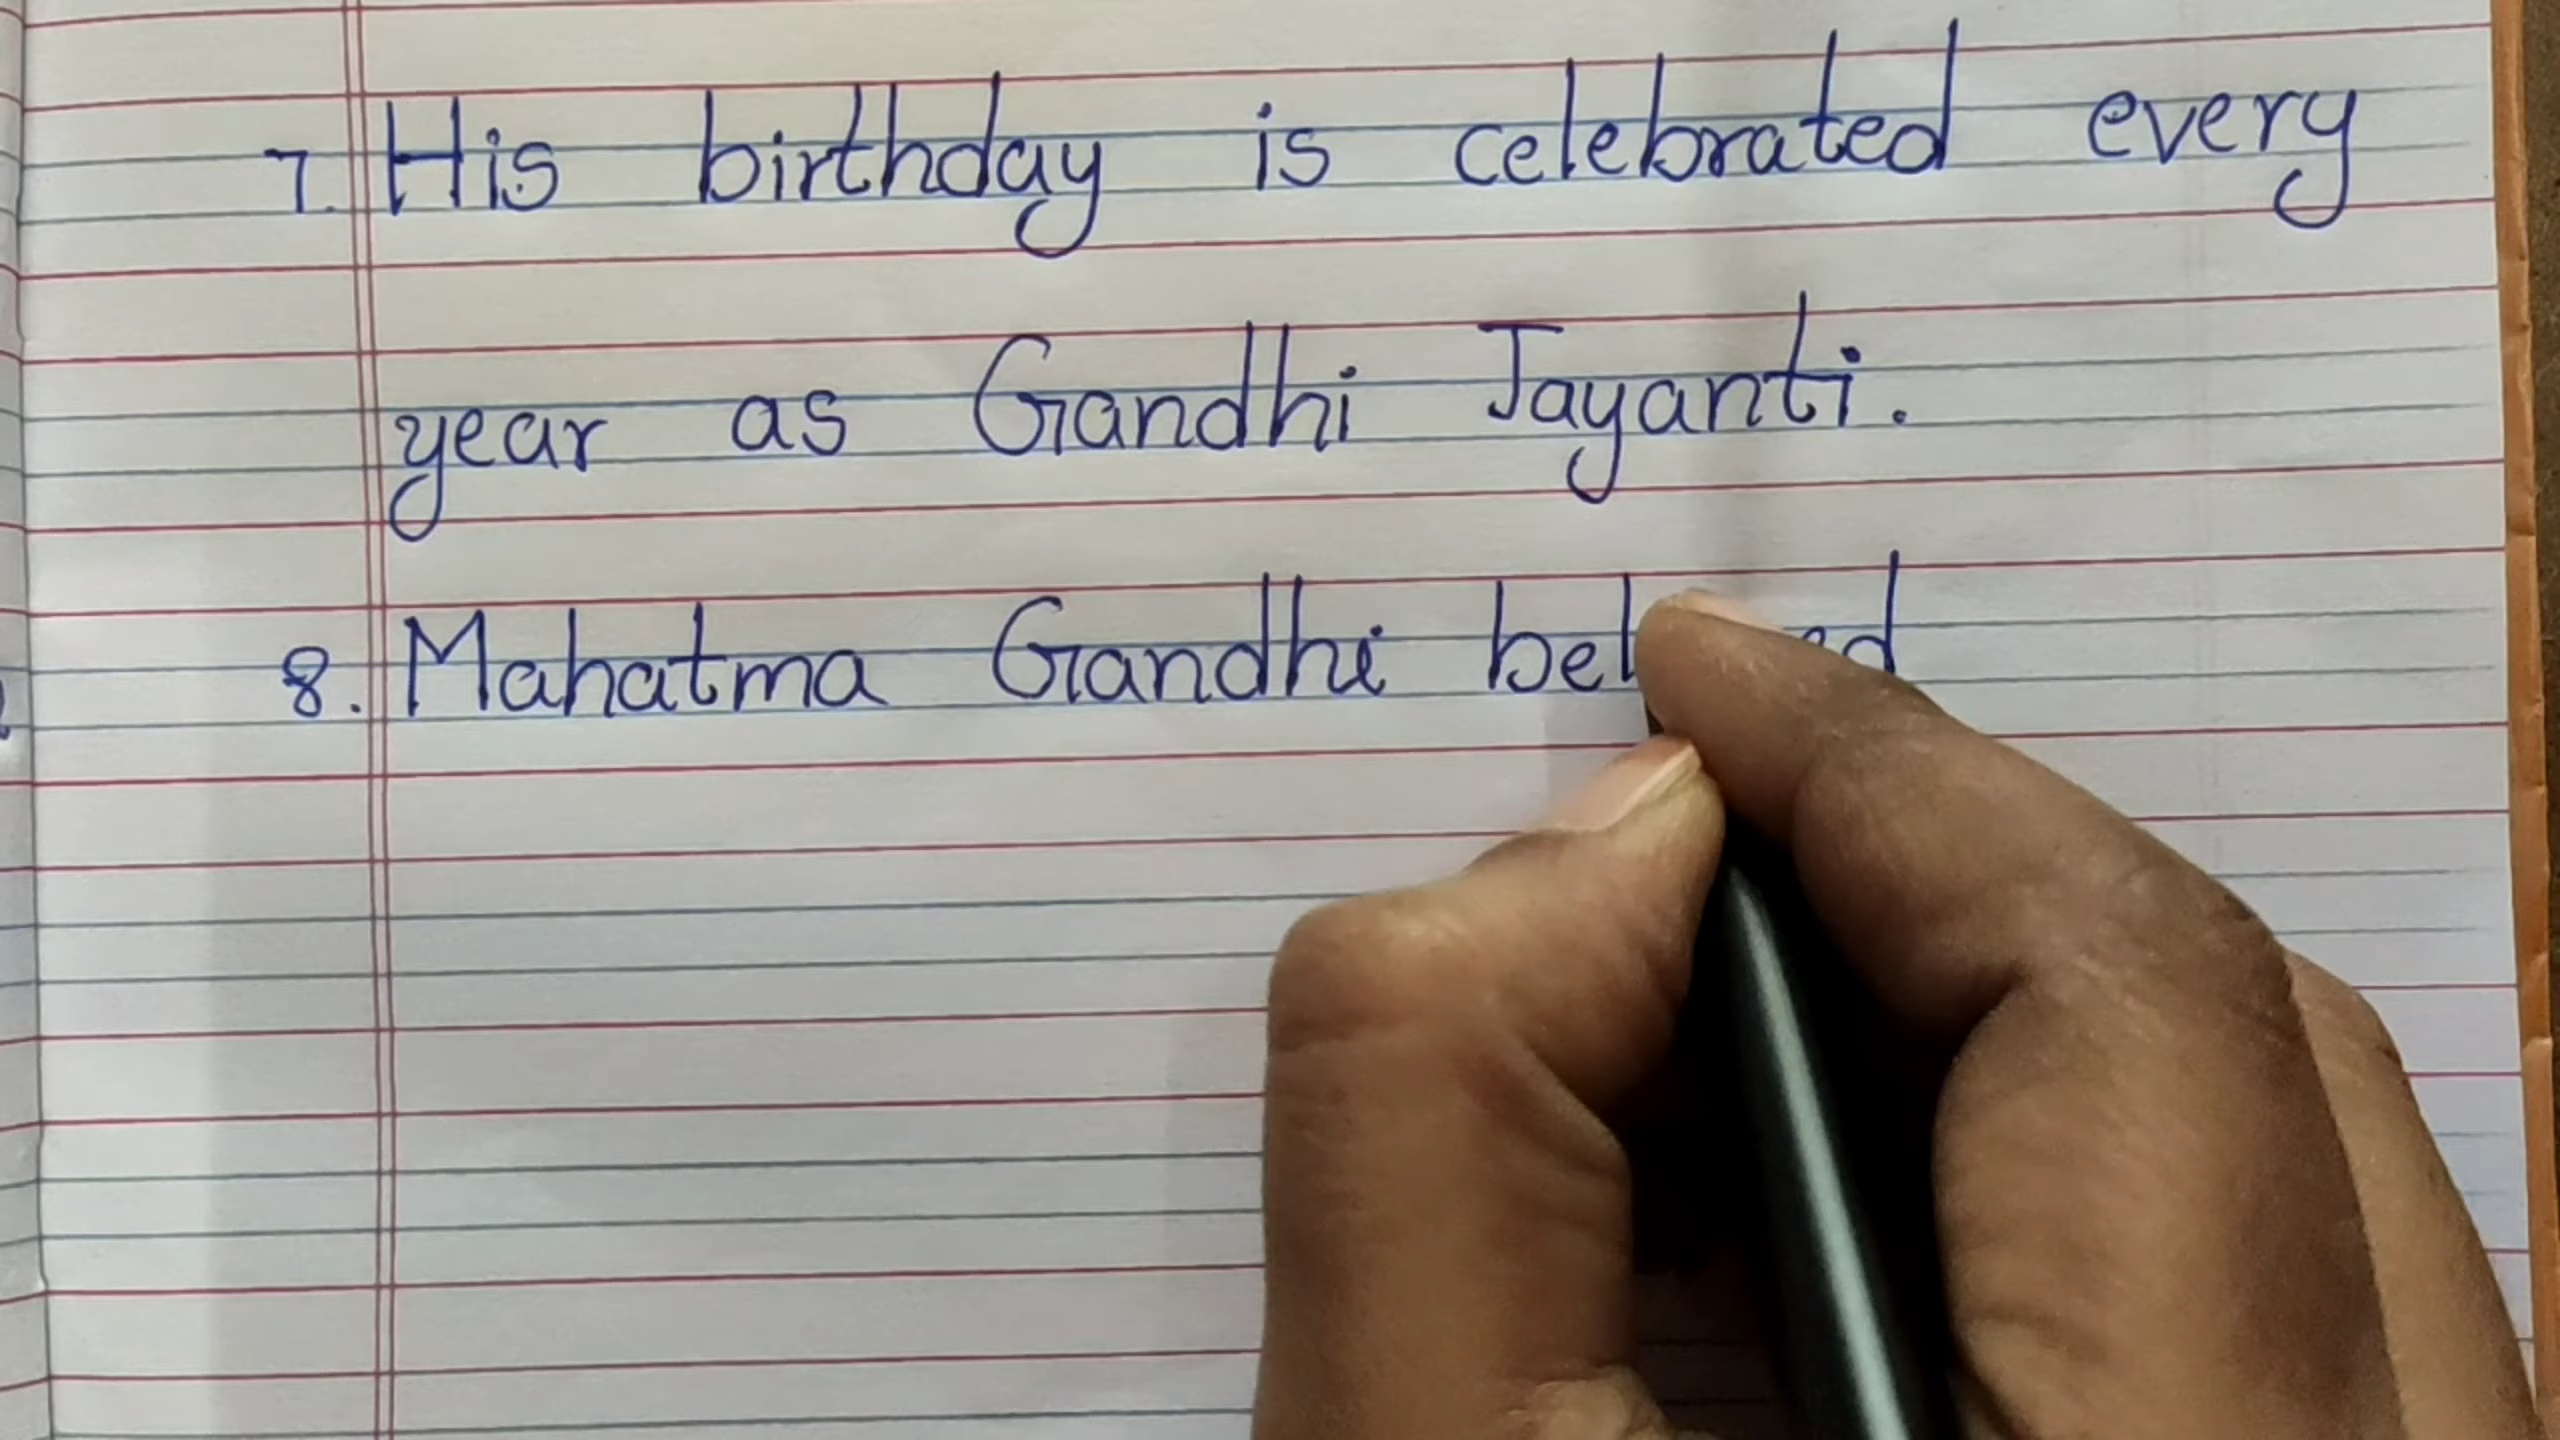 7. His birthday is celebrated every
year as Gandhi Jayanti.
8. Mahatma Gandhi